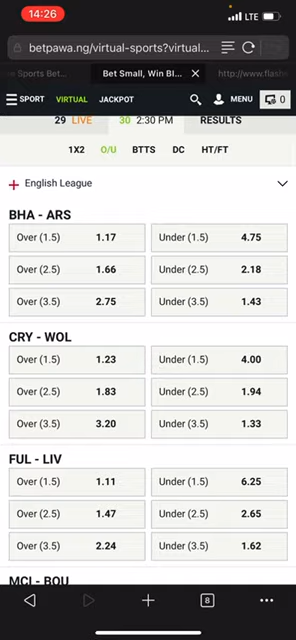 14:26
LTE
betpawa.ng/virtual-sports?virtual...
e Sports Bet...
Bet Small, Win BI...
http://www.flash
SPORT VIRTUAL JACKPOT MENU 0
29 LIVE 30 2:30 PM RESULTS
1X2 O/U BTTS DC HT/FT
English League
BHA - ARS
Over (1.5) 1.17 Under (1.5) 4.75
Over (2.5) 1.66 Under (2.5) 2.18
Over (3.5) 2.75 Under (3.5) 1.43
CRY - WOL
Over (1.5) 1.23 Under (1.5) 4.00
Over (2.5) 1.83 Under (2.5) 1.94
Over (3.5) 3.20 Under (3.5) 1.33
FUL - LIV
Over (1.5) 1.11 Under (1.5) 6.25
Over (2.5) 1.47 Under (2.5) 2.65
Over (3.5) 2.24 Under (3.5) 1.62
MCI - BOU
8